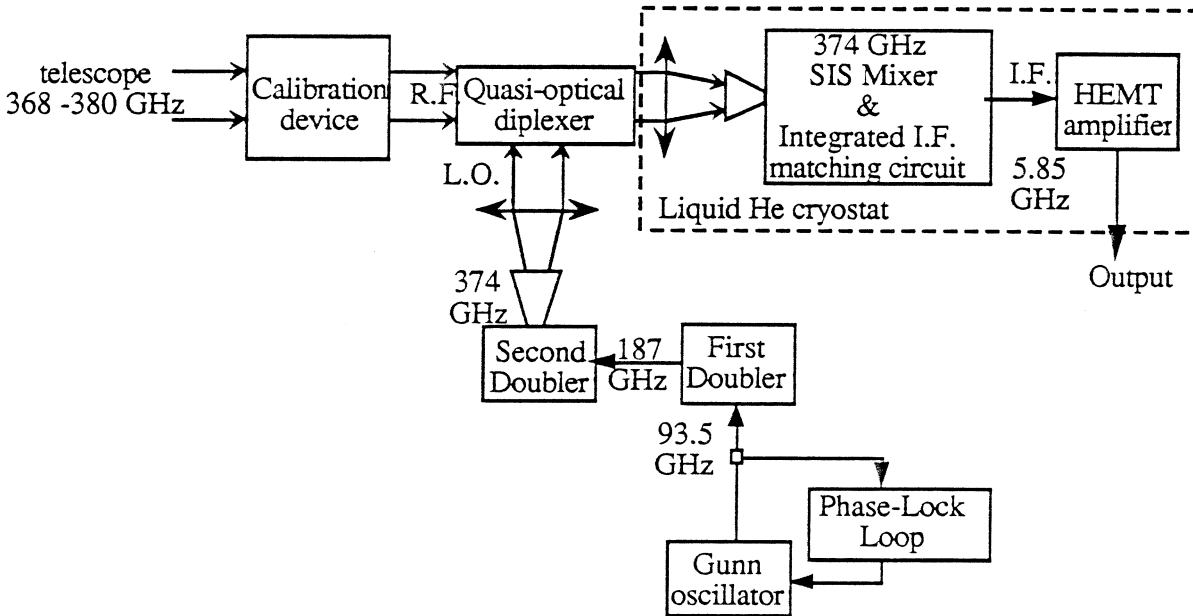 telescope
368 -380 GHz
Calibration
device
R.F.
Quasi-optical
diplexer
L.O.
374 GHz
SIS Mixer
&
Integrated I.F.
matching circuit
I.F.
HEMT
amplifier
5.85
GHz
Liquid He cryostat
Output
374
GHz
Second
Doubler
187
GHz
First
Doubler
93.5
GHz
Phase-Lock
Loop
Gunn
oscillator